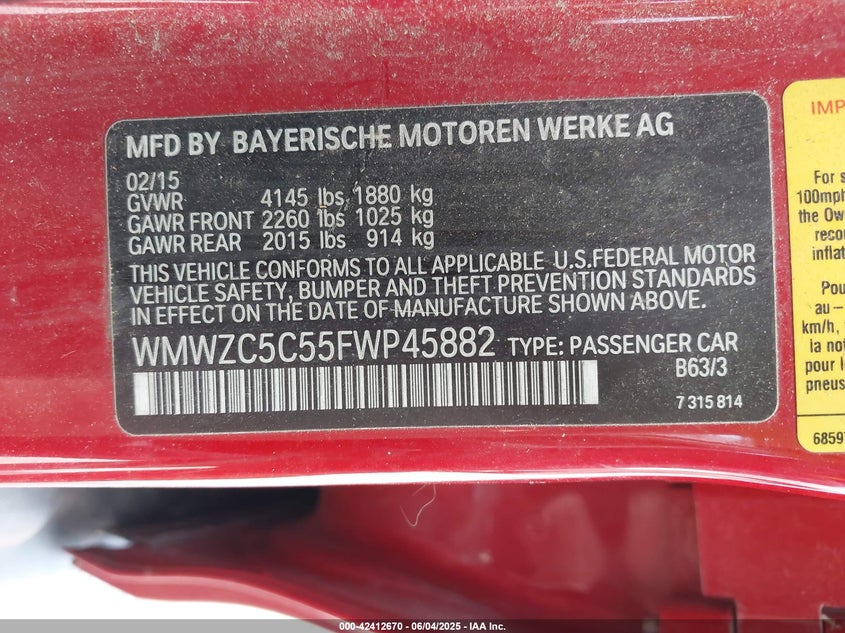 MFD BY BAYERISCHE MOTOREN WERKE AG
02/15
GVWR 4145 lbs 1880 kg
GAWR FRONT 2260 lbs 1025 kg
GAWR REAR 2015 lbs 914 kg
THIS VEHICLE CONFORMS TO ALL APPLICABLE U.S.FEDERAL MOTOR
VEHICLE SAFETY, BUMPER AND THEFT PREVENTION STANDARDS
IN EFFECT ON THE DATE OF MANUFACTURE SHOWN ABOVE.
WMWZC5C55FWP45882 TYPE: PASSENGER CAR
B63/3
7 315 814
IMP
For s
100mph
the Ow
recor
inflat
Pou
au –
km/h,
la not
pour le
pneus
6859
000-42412670 - 06/04/2025 - IAA Inc.